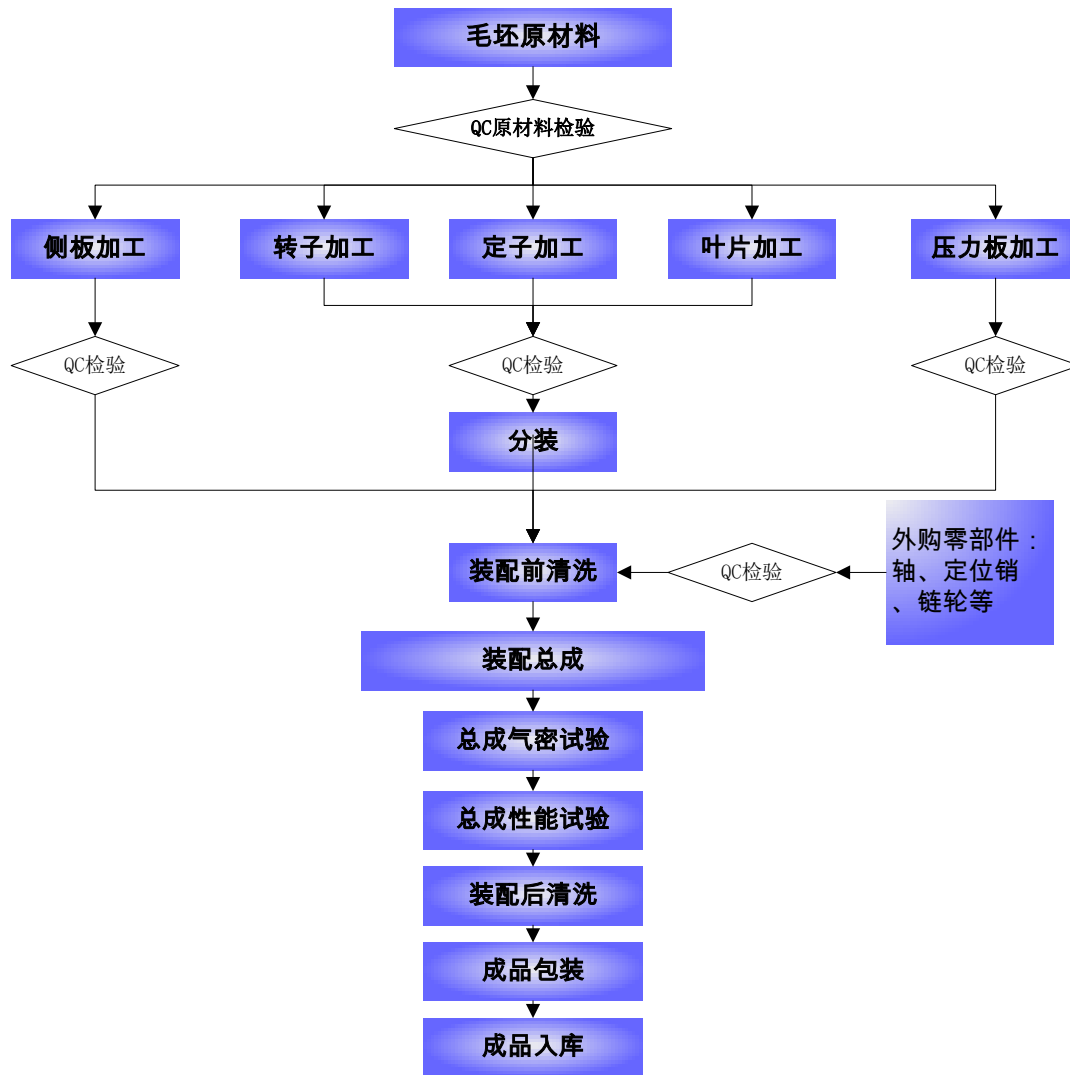 毛坯原材料
QC原材料检验
侧板加工
转子加工
定子加工
叶片加工
压力板加工
QC检验
QC检验
QC检验
分装
外购零部件：
轴、定位销
、链轮等
装配前清洗
QC检验
装配总成
总成气密试验
总成性能试验
装配后清洗
成品包装
成品入库